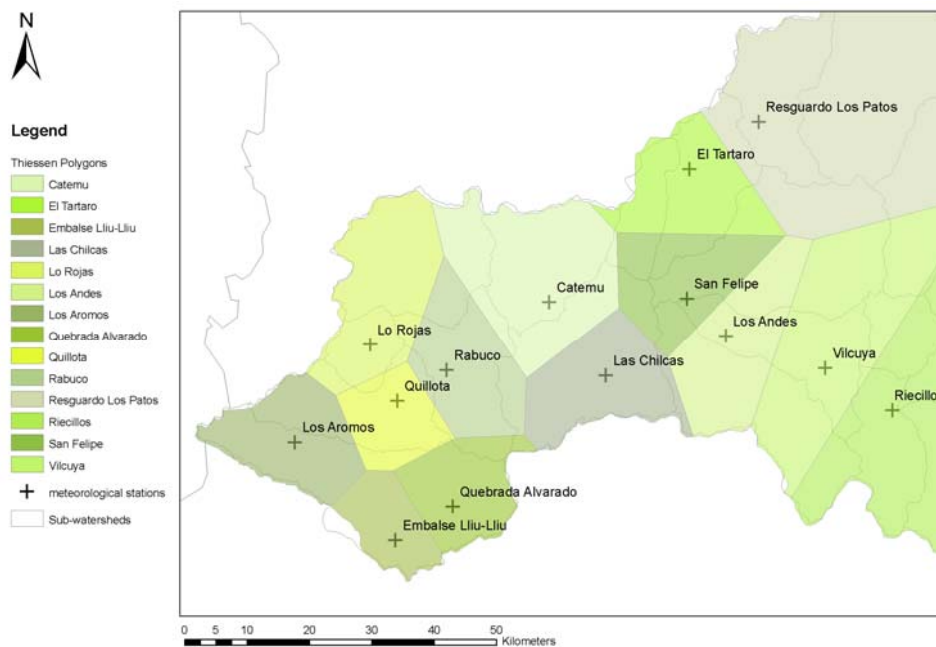 N
Legend
Thiessen Polygons
Catemu
El Tartaro
Embalse Lliu-Lliu
Las Chilcas
Lo Rojas
Los Andes
Los Aromos
Quebrada Alvarado
Quillota
Rabuco
Resguardo Los Patos
Riecillos
San Felipe
Vilcuya
meteorological stations
Sub-watersheds
Resguardo Los Patos
El Tartaro
Catemu
San Felipe
Los Andes
Lo Rojas
Rabuco
Las Chilcas
Vilcuya
Quillota
Riecillo
Los Aromos
Quebrada Alvarado
Embalse Lliu-Lliu
0 5 10 20 30 40 50
Kilometers